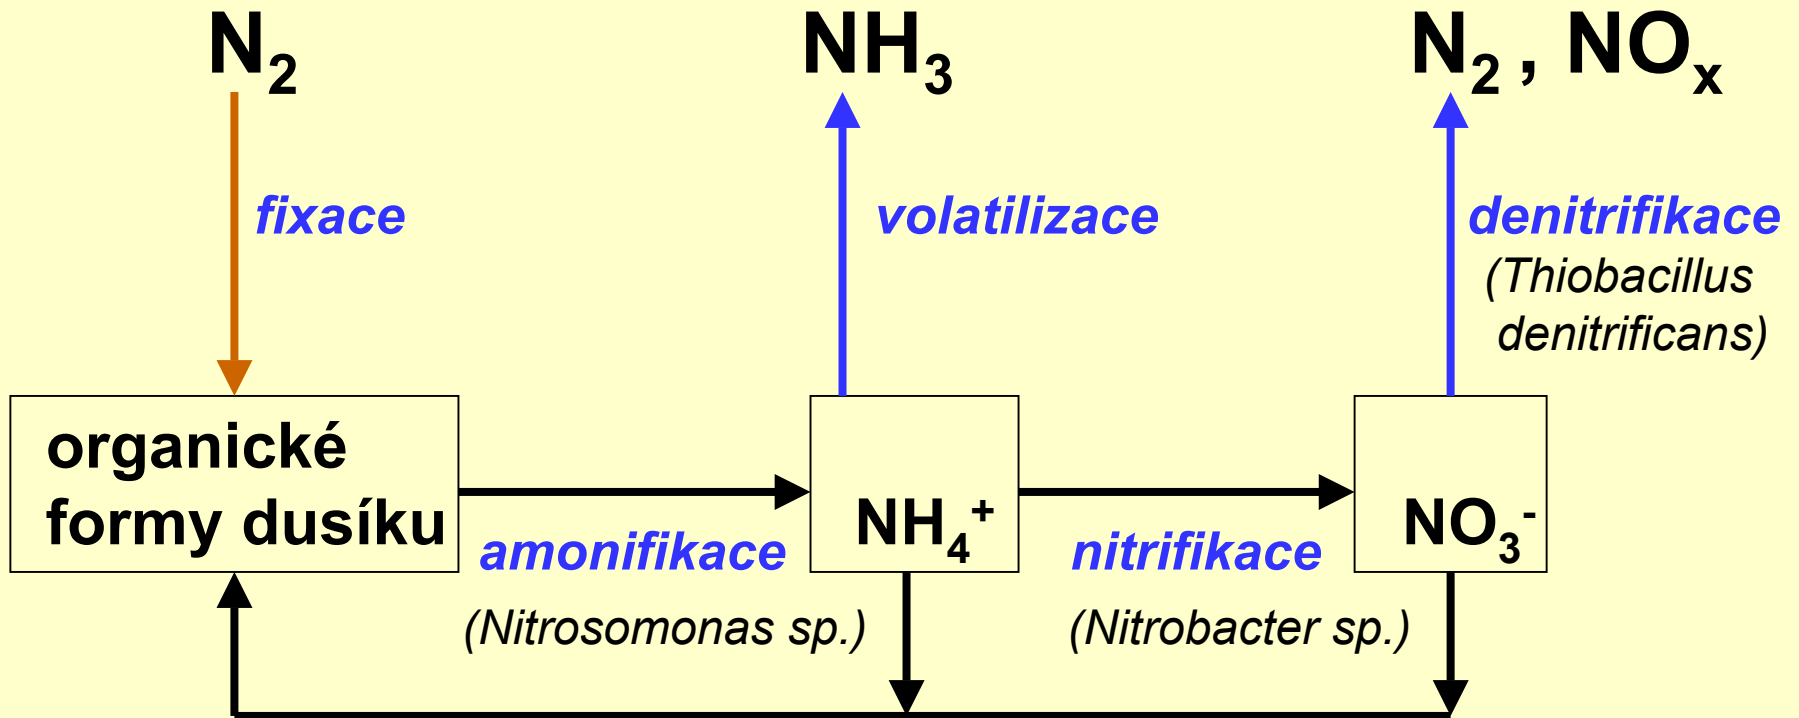 N₂
NH₃
N₂ , NOₓ
fixace
volatilizace
denitrifikace
(Thiobacillus
denitrificans)
organické
formy dusíku
NH₄⁺
NO₃⁻
amonifikace
nitrifikace
(Nitrosomonas sp.)
(Nitrobacter sp.)